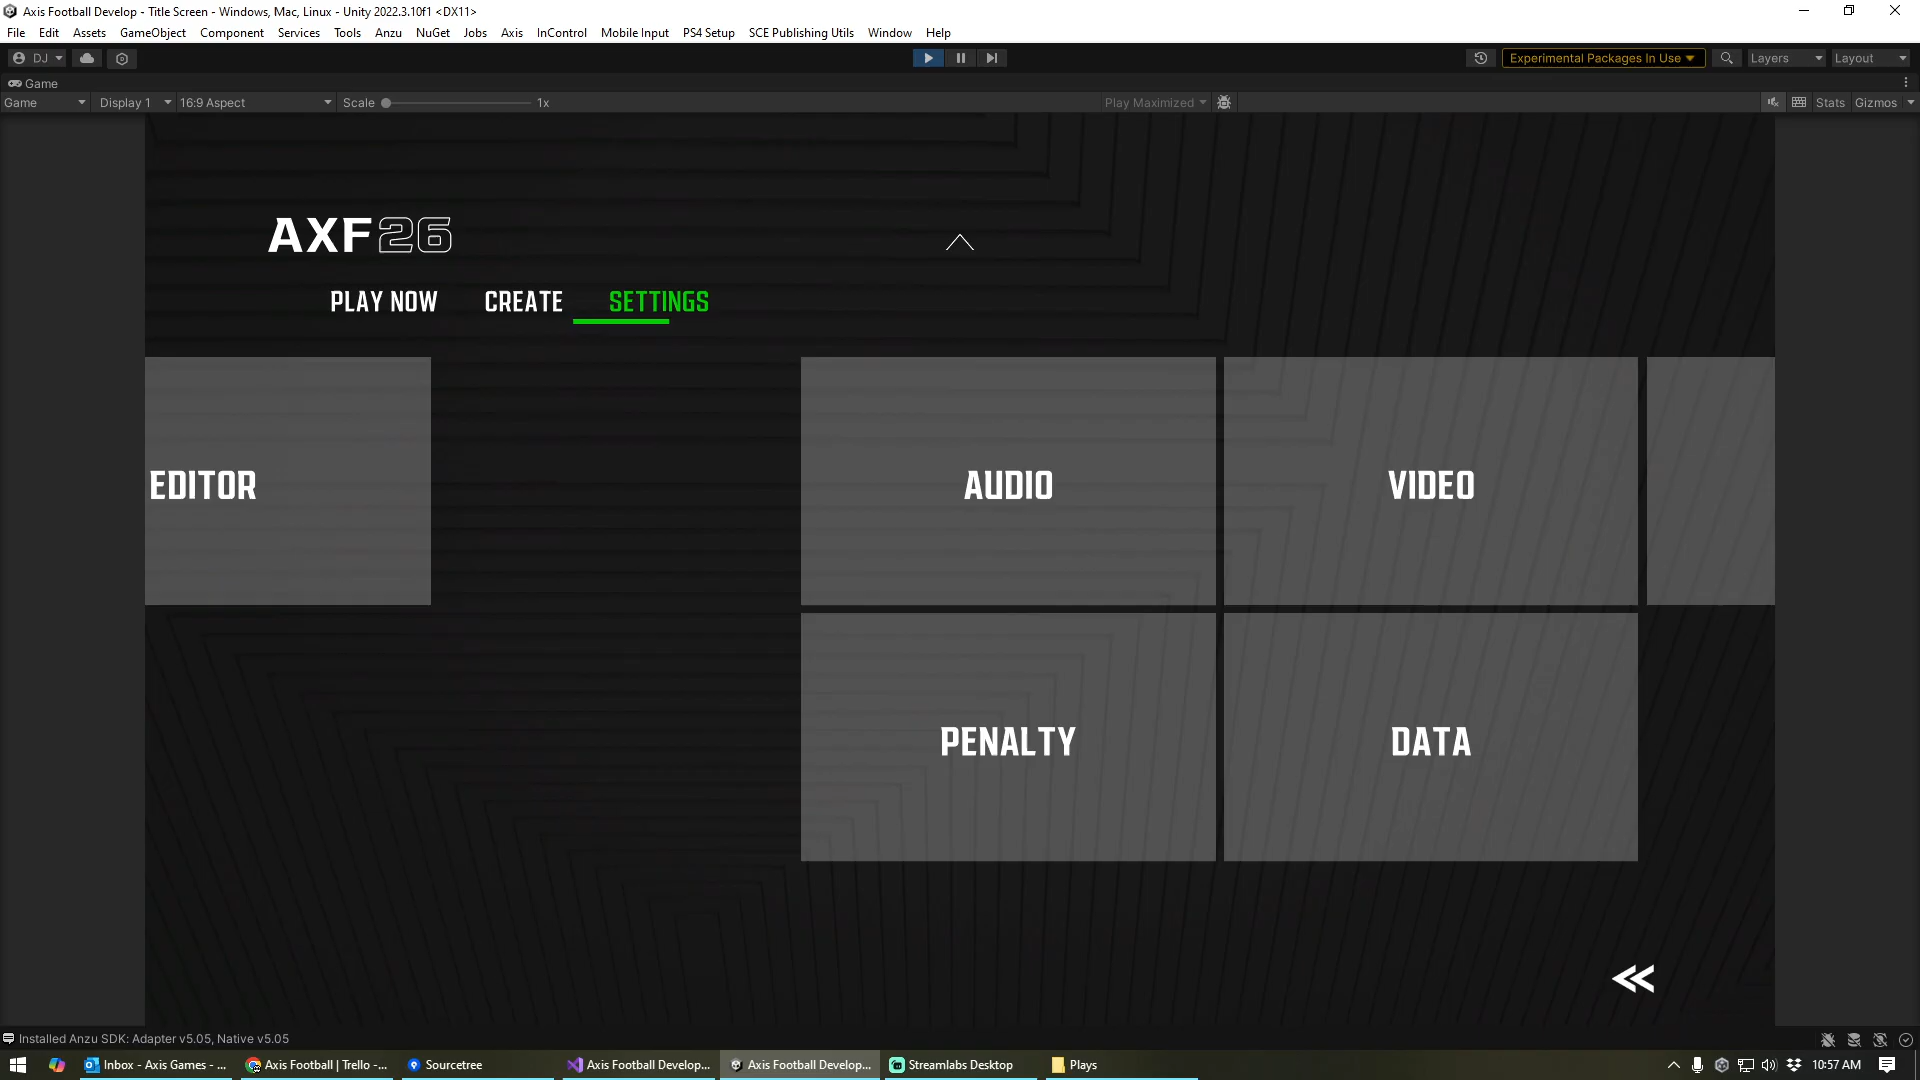 Axis Football Develop - Title Screen - Windows, Mac, Linux - Unity 2022.3.10f1 <DX11>
File Edit Assets GameObject Component Services Tools Anzu NuGet Jobs Axis InControl Mobile Input PS4 Setup SCE Publishing Utils Window Help
DJ Experimental Packages In Use Layers Layout
Game
Game Display 1 16:9 Aspect Scale 1x Play Maximized Stats Gizmos
AXF26
PLAY NOW CREATE SETTINGS
EDITOR AUDIO VIDEO
PENALTY DATA
Installed Anzu SDK: Adapter v5.05, Native v5.05
Inbox - Axis Games - ... Axis Football | Trello -... Sourcetree Axis Football Develop... Axis Football Develop... Streamlabs Desktop Plays 10:57 AM